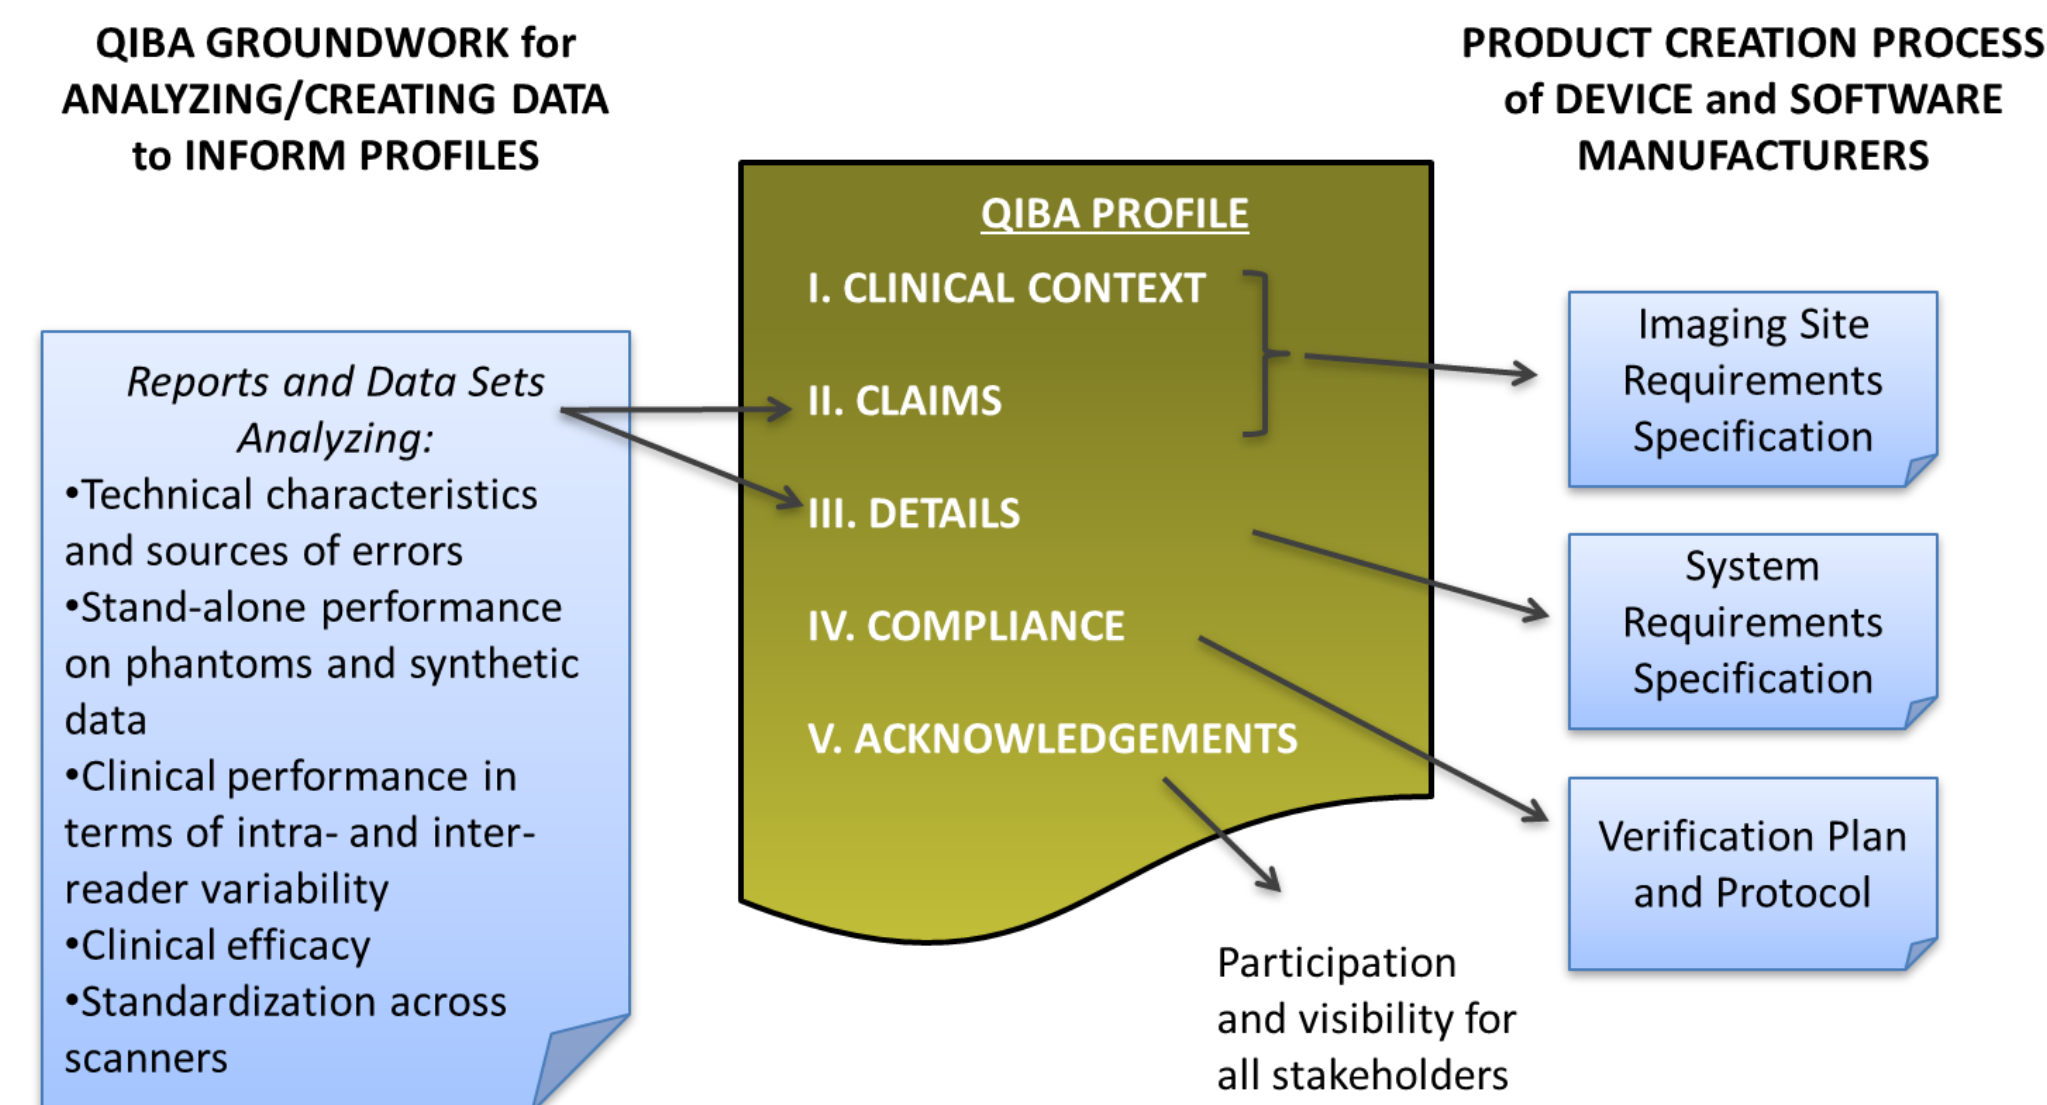 QIBA GROUNDWORK for
ANALYZING/CREATING DATA
to INFORM PROFILES
Reports and Data Sets
Analyzing:
•Technical characteristics
and sources of errors
•Stand-alone performance
on phantoms and synthetic
data
•Clinical performance in
terms of intra- and inter-
reader variability
•Clinical efficacy
•Standardization across
scanners
QIBA PROFILE
I. CLINICAL CONTEXT
II. CLAIMS
III. DETAILS
IV. COMPLIANCE
V. ACKNOWLEDGEMENTS
Participation
and visibility for
all stakeholders
PRODUCT CREATION PROCESS
of DEVICE and SOFTWARE
MANUFACTURERS
Imaging Site
Requirements
Specification
System
Requirements
Specification
Verification Plan
and Protocol